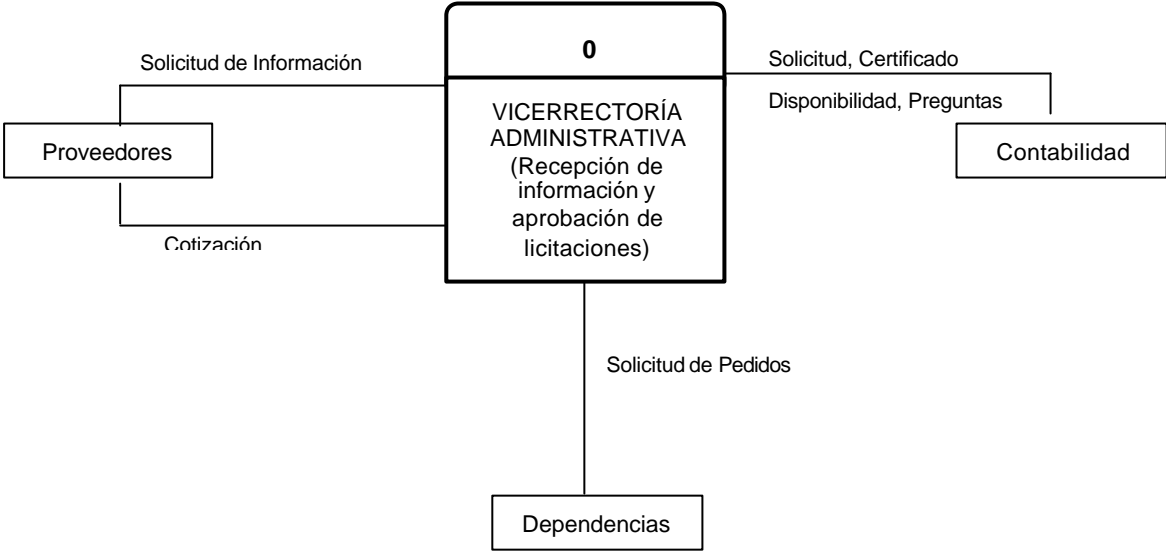 0
Solicitud de Información
Solicitud, Certificado
Disponibilidad, Preguntas
VICERRECTORÍA
ADMINISTRATIVA
(Recepción de
información y
aprobación de
licitaciones)
Proveedores
Contabilidad
Cotización
Solicitud de Pedidos
Dependencias